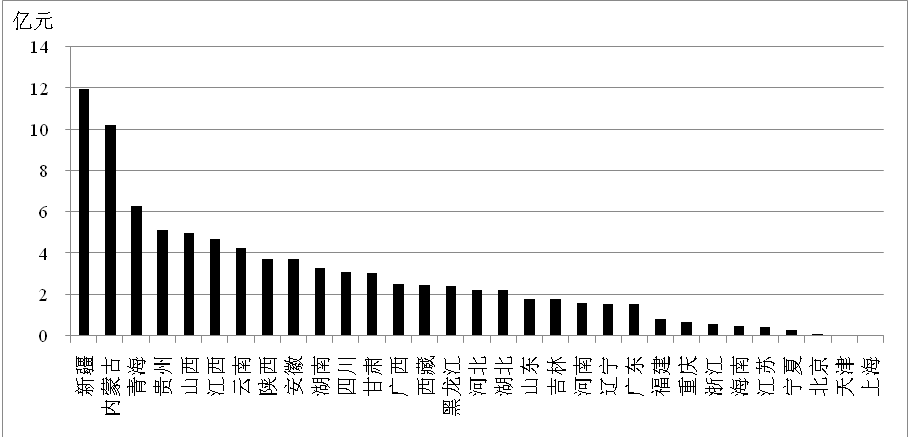 亿元
14
12
10
8
6
4
2
0
新疆
内蒙古
青海
贵州
山西
江西
云南
陕西
安徽
湖南
四川
甘肃
广西
西藏
黑龙江
河北
湖北
山东
吉林
河南
辽宁
广东
福建
重庆
浙江
海南
江苏
宁夏
北京
天津
上海